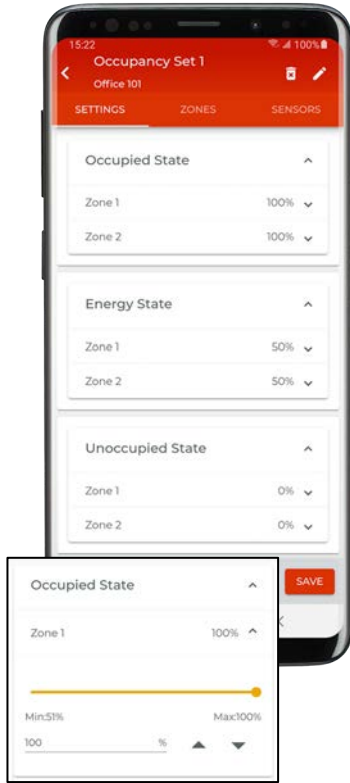 15:22 100%
Occupancy Set 1
Office 101
SETTINGS ZONES SENSORS
Occupied State
Zone 1 100%
Zone 2 100%
Energy State
Zone 1 50%
Zone 2 50%
Unoccupied State
Zone 1 0%
Zone 2 0%
SAVE
Occupied State
Zone 1 100%
Min:51% Max:100%
100 %